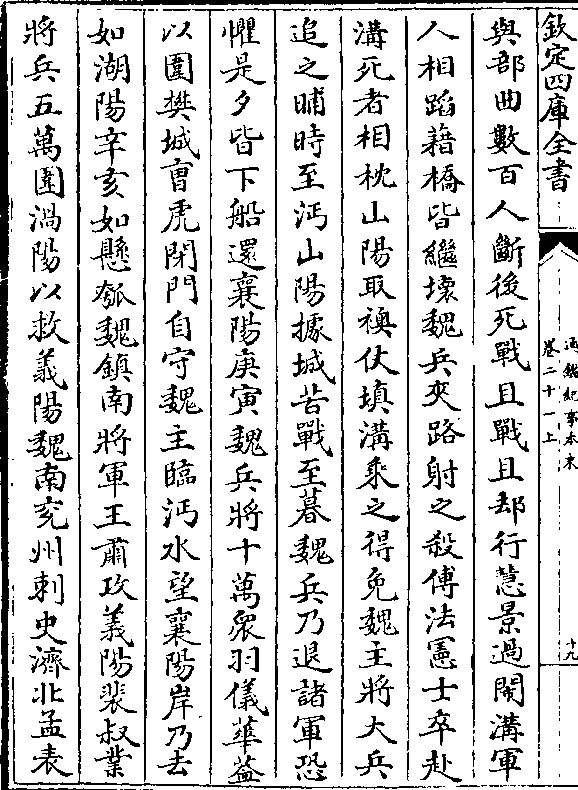 欽定四庫全書
通鑑紀事本末
卷二十一上
十九
與部曲數百人斷後死戰且戰且却行慧景過鬧溝軍
人相蹈藉橋皆繼壞魏兵夾路射之殺傅法憲士卒赴
溝死者相枕山陽取襖仗填溝乘之得免魏主將大兵
追之晡時至沔山陽據城苦戰至暮魏兵乃退諸軍恐
懼是夕皆下船還襄陽庚寅魏兵將十萬衆羽儀華葢
以圍樊城曺虎閉門自守魏主臨沔水望襄陽岸乃去
如湖陽辛亥如懸瓠魏鎮南將軍王肅攻義陽裴叔業
將兵五萬圍渦陽以救義陽魏南兖州刺史濟北孟表